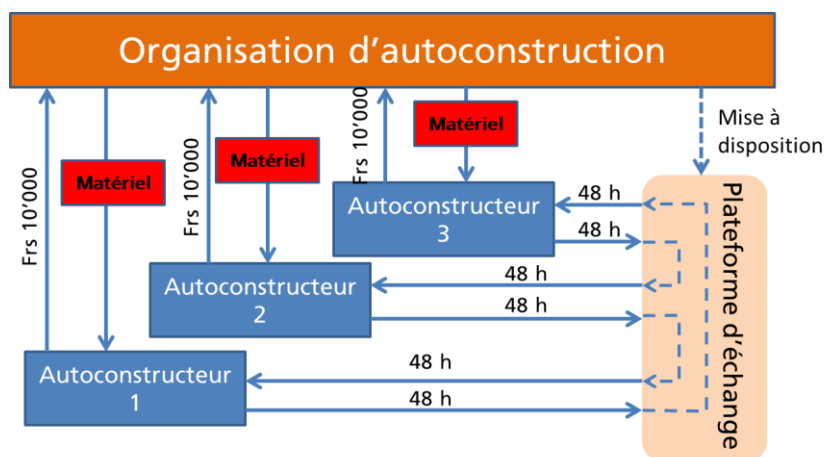 Organisation d'autoconstruction
Frs 10'000
Matériel
Frs 10'000
Matériel
Frs 10'000
Matériel
Mise à
disposition
Autoconstructeur
3
48 h
48 h
Autoconstructeur
2
48 h
48 h
Autoconstructeur
1
48 h
48 h
Plateforme d'échange